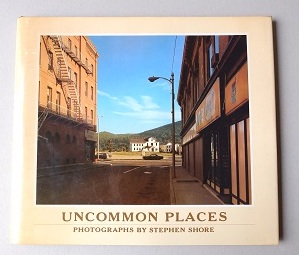 UNCOMMON PLACES
PHOTOGRAPHS BY STEPHEN SHORE